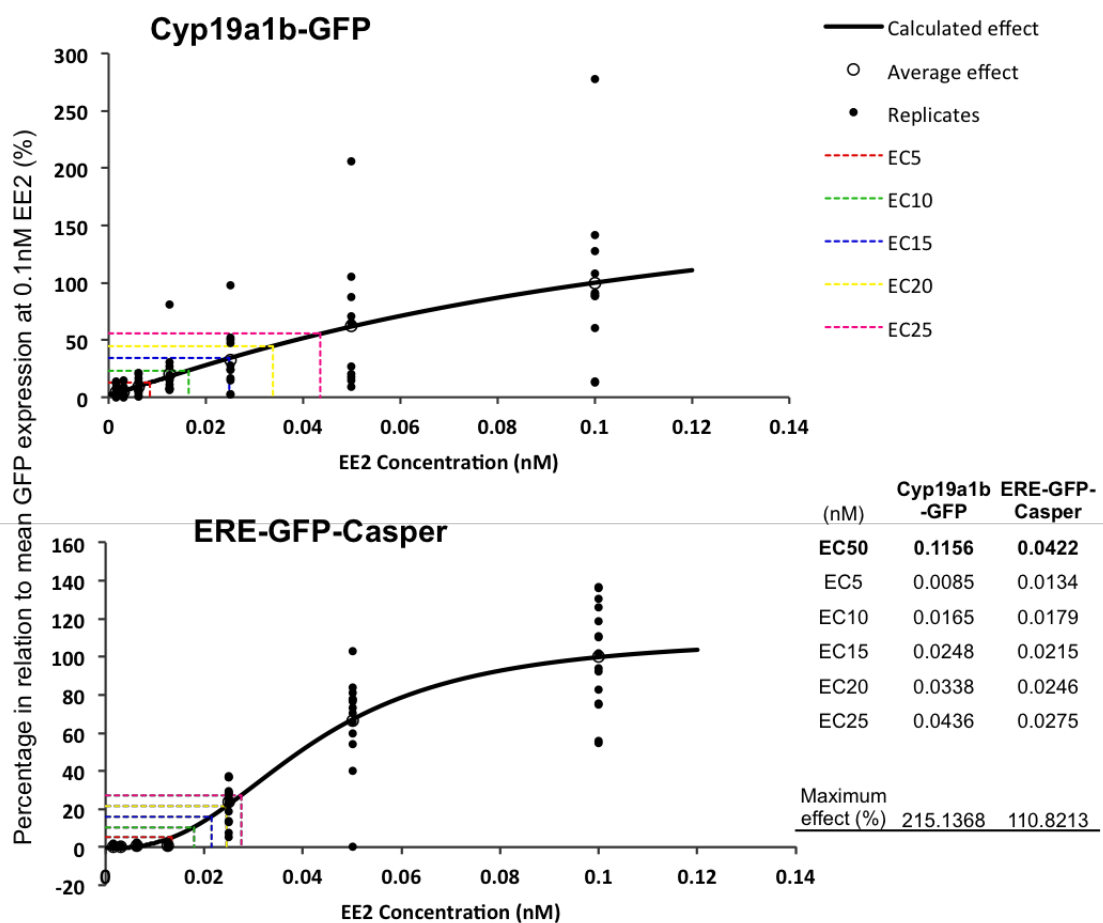 Cyp19a1b-GFP
Percentage in relation to mean GFP expression at 0.1nM EE2 (%)
300
250
200
150
100
50
0
0 0.02 0.04 0.06 0.08 0.1 0.12 0.14
EE2 Concentration (nM)
Calculated effect
Average effect
Replicates
EC5
EC10
EC15
EC20
EC25
ERE-GFP-Casper
160
140
120
100
80
60
40
20
0
-20
0 0.02 0.04 0.06 0.08 0.1 0.12 0.14
EE2 Concentration (nM)
Cyp19a1b ERE-GFP-
(nM) -GFP Casper
EC50 0.1156 0.0422
EC5 0.0085 0.0134
EC10 0.0165 0.0179
EC15 0.0248 0.0215
EC20 0.0338 0.0246
EC25 0.0436 0.0275
Maximum
effect (%) 215.1368 110.8213